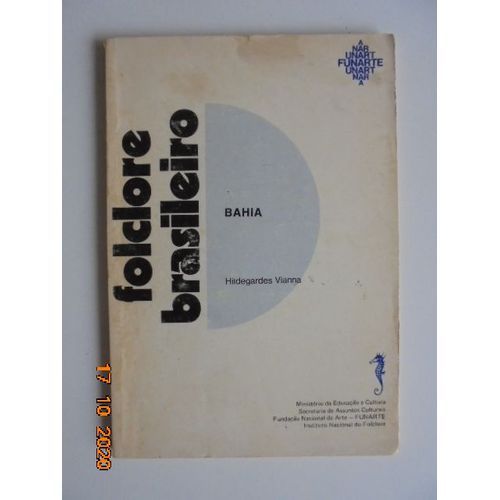 A
NAR
UNART
FUNARTE
UNART
NAR
A
folclore
brasileiro
BAHIA
Hildegardes Vianna
Ministério da Educação e Cultura
Secretaria de Assuntos Culturais
Fundação Nacional de Arte – FUNARTE
Instituto Nacional do Folclore
17 10 2020